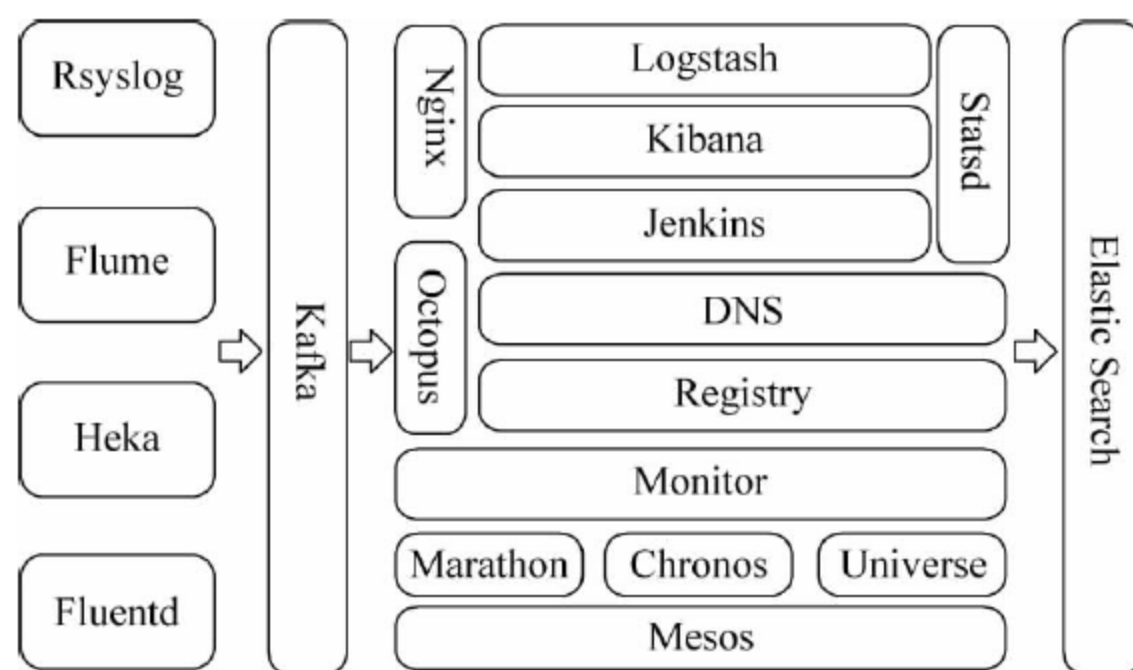 Rsyslog
Flume
Heka
Fluentd
Kafka
Nginx
Octopus
Logstash
Kibana
Jenkins
Statsd
DNS
Registry
Monitor
Marathon
Chronos
Universe
Mesos
Elastic Search